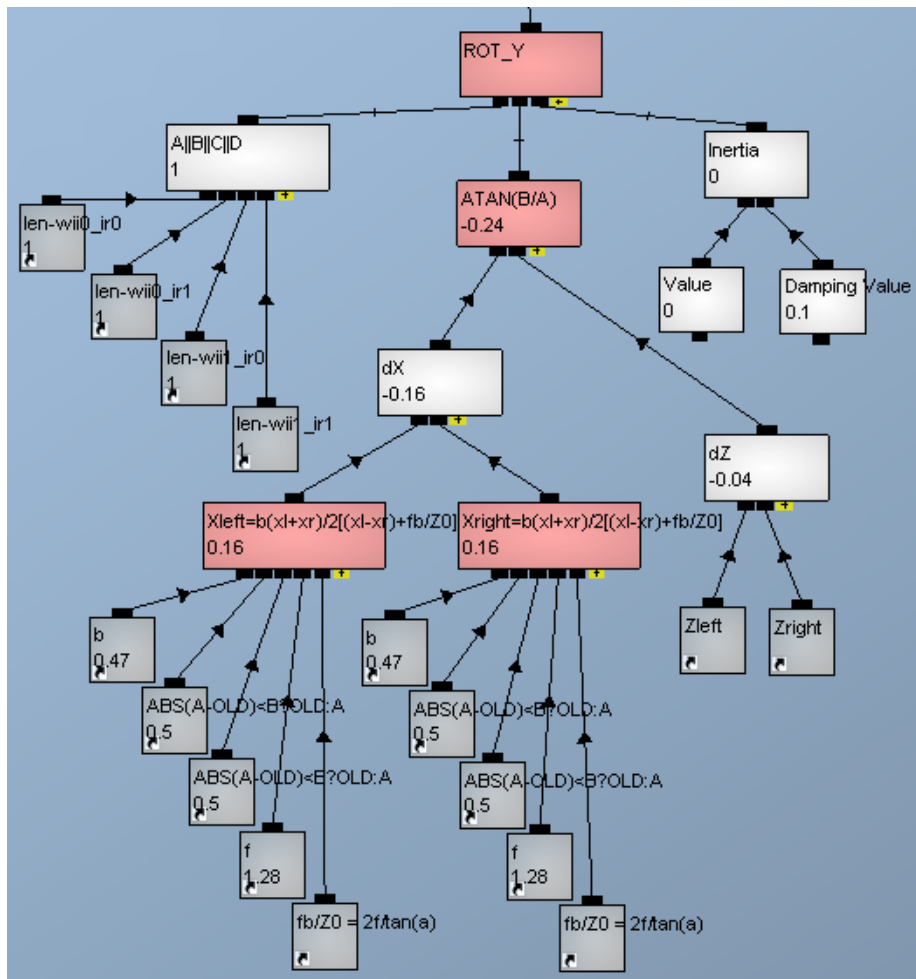 ROT_Y
A||B||C||D
1
Inertia
0
ATAN(B/A)
-0.24
len-wii0_ir0
1
len-wii0_ir1
1
len-wii1_ir0
1
len-wii1_ir1
1
Value
0
Damping Value
0.1
dX
-0.16
dZ
-0.04
Xleft=b(xl+xr)/2[(xl-xr)+fb/Z0]
0.16
Xright=b(xl+xr)/2[(xl-xr)+fb/Z0]
0.16
Zleft
Zright
b
0.47
ABS(A-OLD)<B?OLD:A
0.5
ABS(A-OLD)<B?OLD:A
0.5
f
1.28
fb/Z0 = 2f/tan(a)
b
0.47
ABS(A-OLD)<B?OLD:A
0.5
ABS(A-OLD)<B?OLD:A
0.5
f
1.28
fb/Z0 = 2f/tan(a)